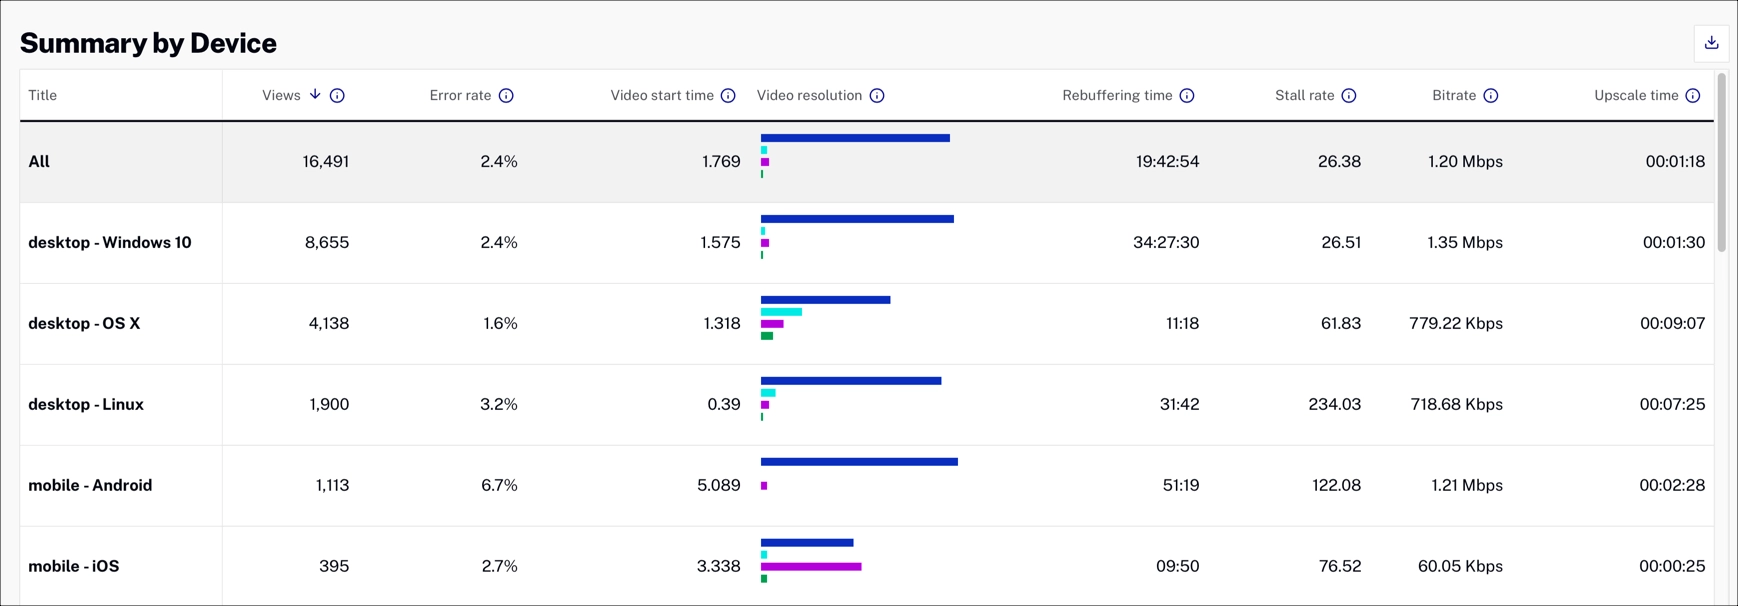 Summary by Device
Title Views Error rate Video start time Video resolution Rebuffering time Stall rate Bitrate Upscale time
All 16,491 2.4% 1.769 19:42:54 26.38 1.20 Mbps 00:01:18
desktop - Windows 10 8,655 2.4% 1.575 34:27:30 26.51 1.35 Mbps 00:01:30
desktop - OS X 4,138 1.6% 1.318 11:18 61.83 779.22 Kbps 00:09:07
desktop - Linux 1,900 3.2% 0.39 31:42 234.03 718.68 Kbps 00:07:25
mobile - Android 1,113 6.7% 5.089 51:19 122.08 1.21 Mbps 00:02:28
mobile - iOS 395 2.7% 3.338 09:50 76.52 60.05 Kbps 00:00:25